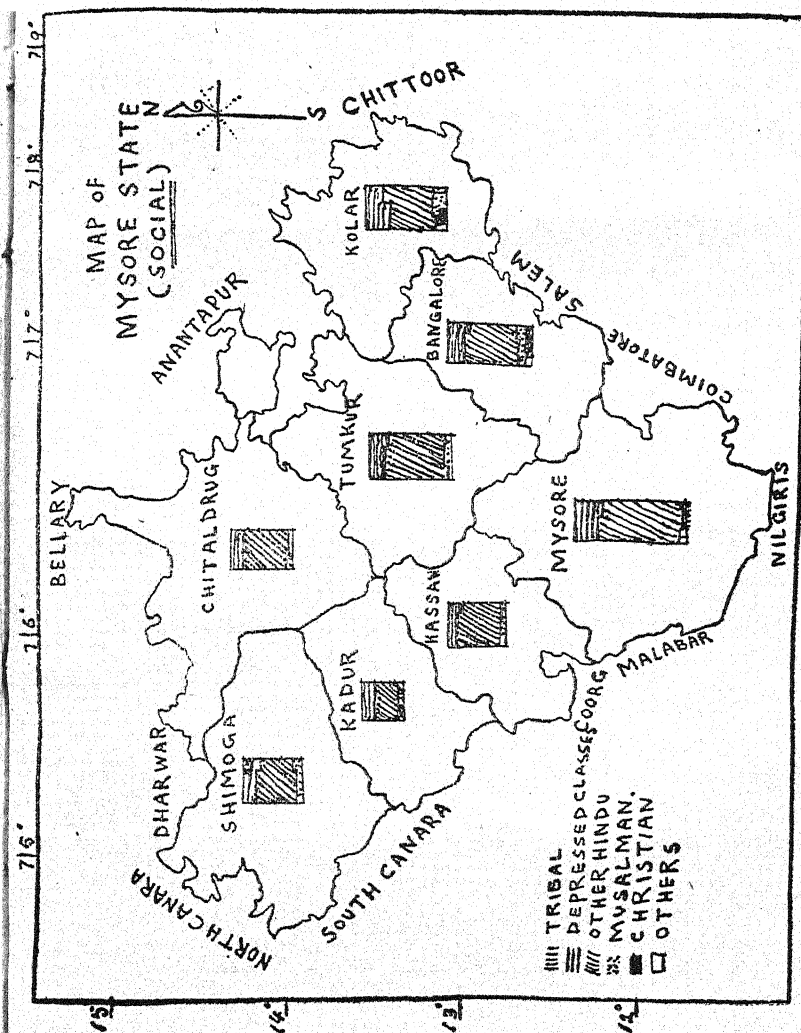 MAP OF
MYSORE STATE
(SOCIAL)
N
S
75°
76°
77°
78°
79°
15
14°
13°
12°
BELLARY
ANANTAPUR
CHITTOOR
DHARWAR
NORTH CANARA
SOUTH CANARA
SHIMOGA
CHITALDRUG
KADUR
TUMKUR
KOLAR
BANGALORE
HASSAN
MYSORE
SALEM
COIMBATORE
NILGIRIS
MALABAR
COORG
TRIBAL
DEPRESSED CLASSES
OTHER HINDU
MUSALMAN.
CHRISTIAN
OTHERS